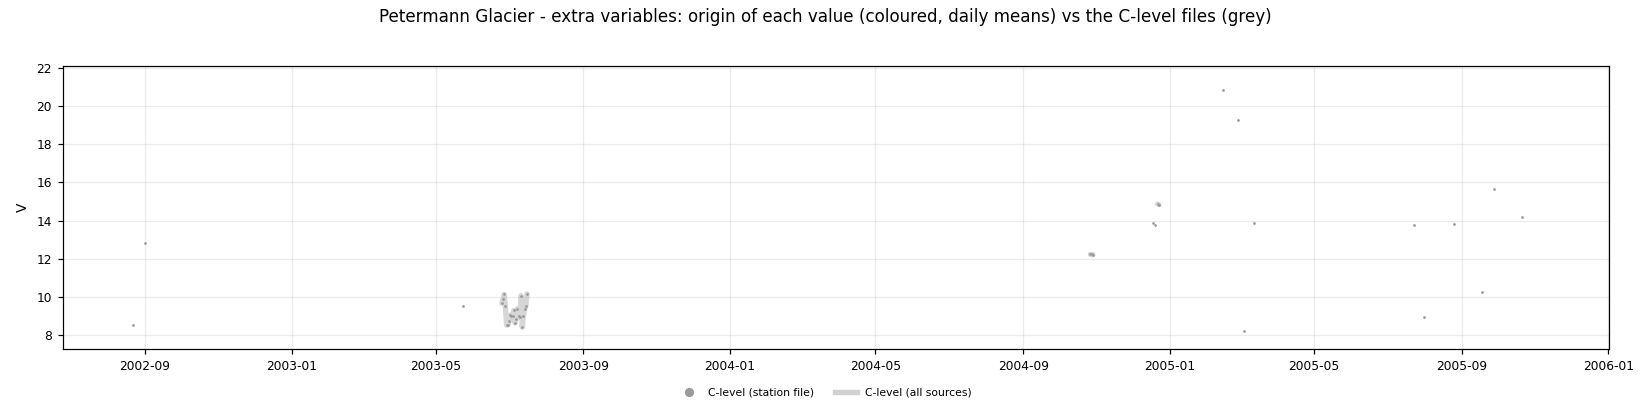 Petermann Glacier - extra variables: origin of each value (coloured, daily means) vs the C-level files (grey)
22
20
18
16
14
12
10
8
V
2002-09 2003-01 2003-05 2003-09 2004-01 2004-05 2004-09 2005-01 2005-05 2005-09 2006-01
C-level (station file) C-level (all sources)